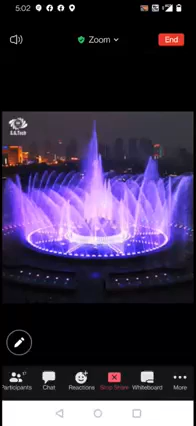 5:02
Zoom
End
Participants
Chat
Reactions
Stop Share
Whiteboard
More